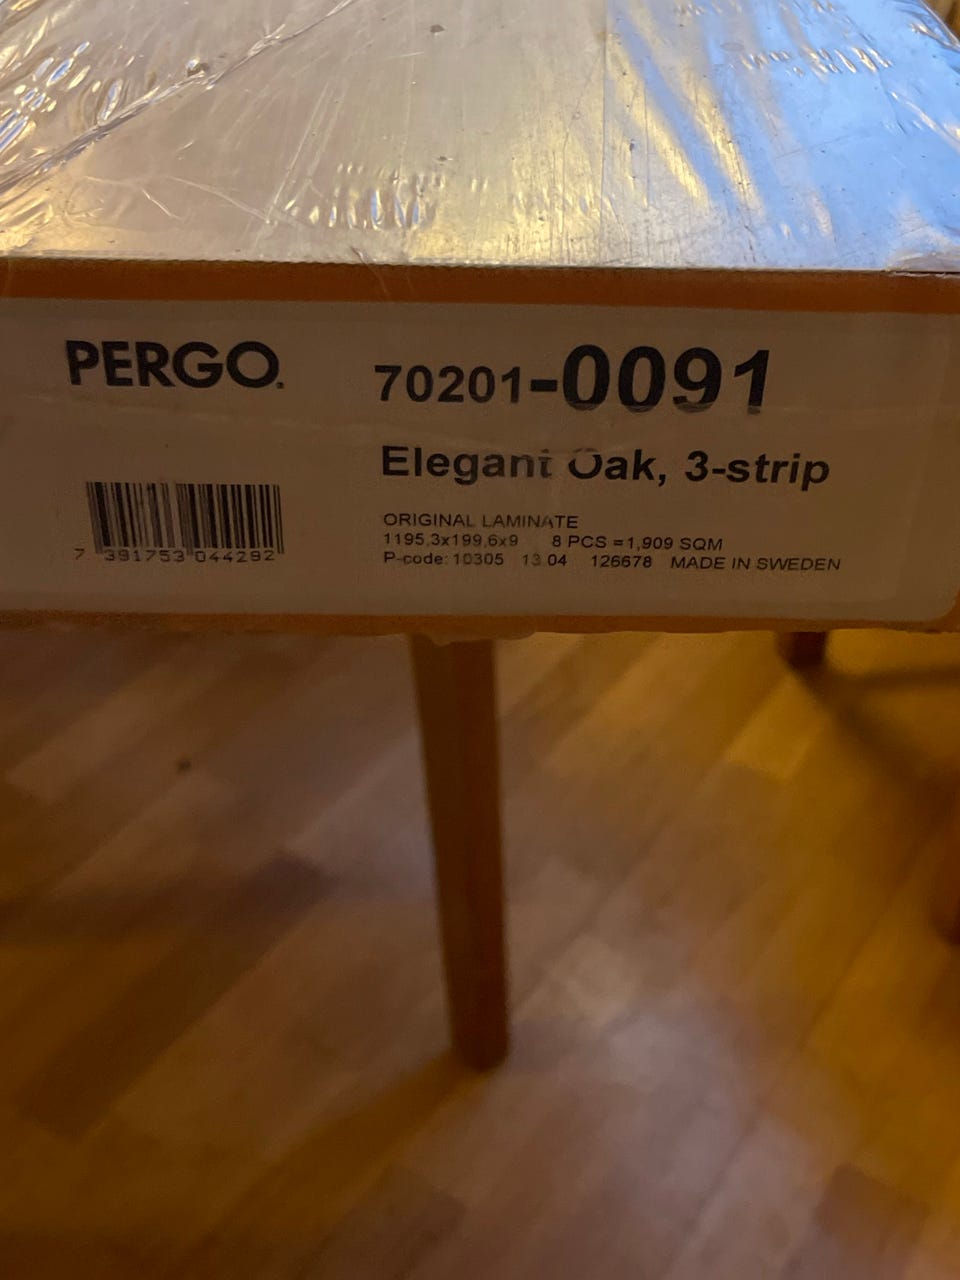 PERGO.
70201-0091
Elegant Oak, 3-strip
ORIGINAL LAMINATE
1195,3x199,6x9 8 PCS =1,909 SQM
P-code: 10305 13 04 126678 MADE IN SWEDEN
7 391753 044292